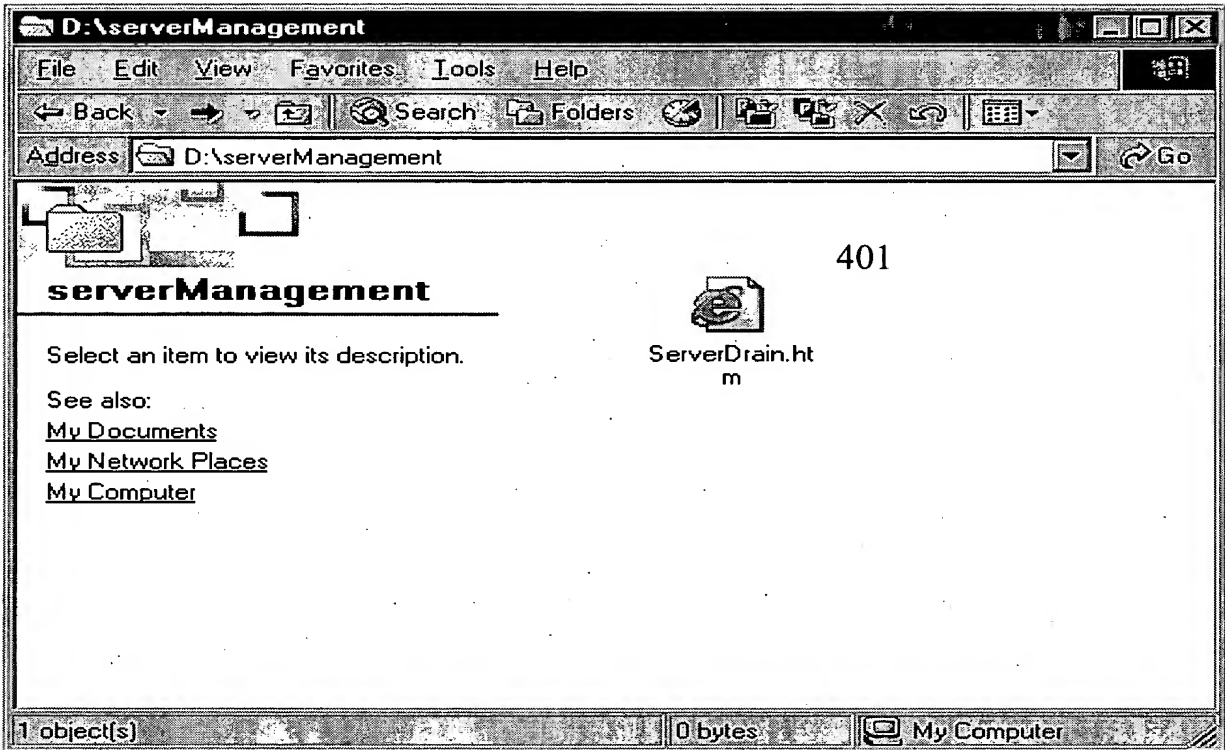 D:\serverManagement
File Edit View Favorites Tools Help
Back Search Folders
Address D:\serverManagement Go
401
serverManagement
Select an item to view its description.
ServerDrain.ht
m
See also:
My Documents
My Network Places
My Computer
1 object(s) 0 bytes My Computer